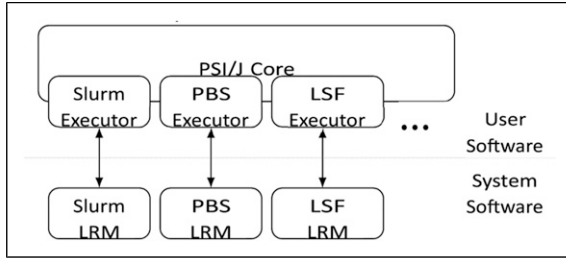 PSI/J Core
Slurm
Executor
PBS
Executor
LSF
Executor
...
User
Software
System
Software
Slurm
LRM
PBS
LRM
LSF
LRM